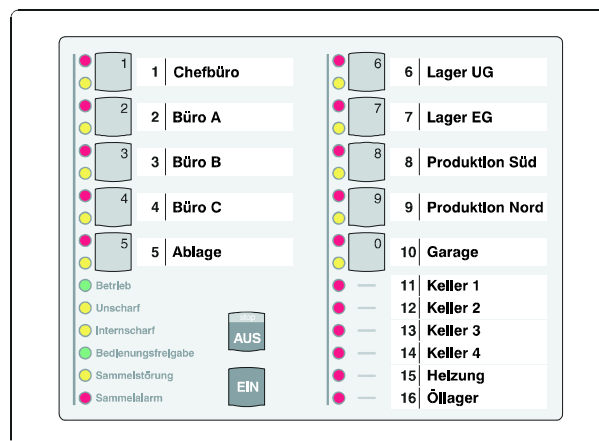 1 1 Chefbüro
2 2 Büro A
3 3 Büro B
4 4 Büro C
5 5 Ablage
Betrieb
Unscharf
Internscharf
Bedienungsfreigabe
Sammelstörung
Sammelalarm
stop
AUS
EIN
6 6 Lager UG
7 7 Lager EG
8 8 Produktion Süd
9 9 Produktion Nord
0 10 Garage
11 Keller 1
12 Keller 2
13 Keller 3
14 Keller 4
15 Heizung
16 Öllager